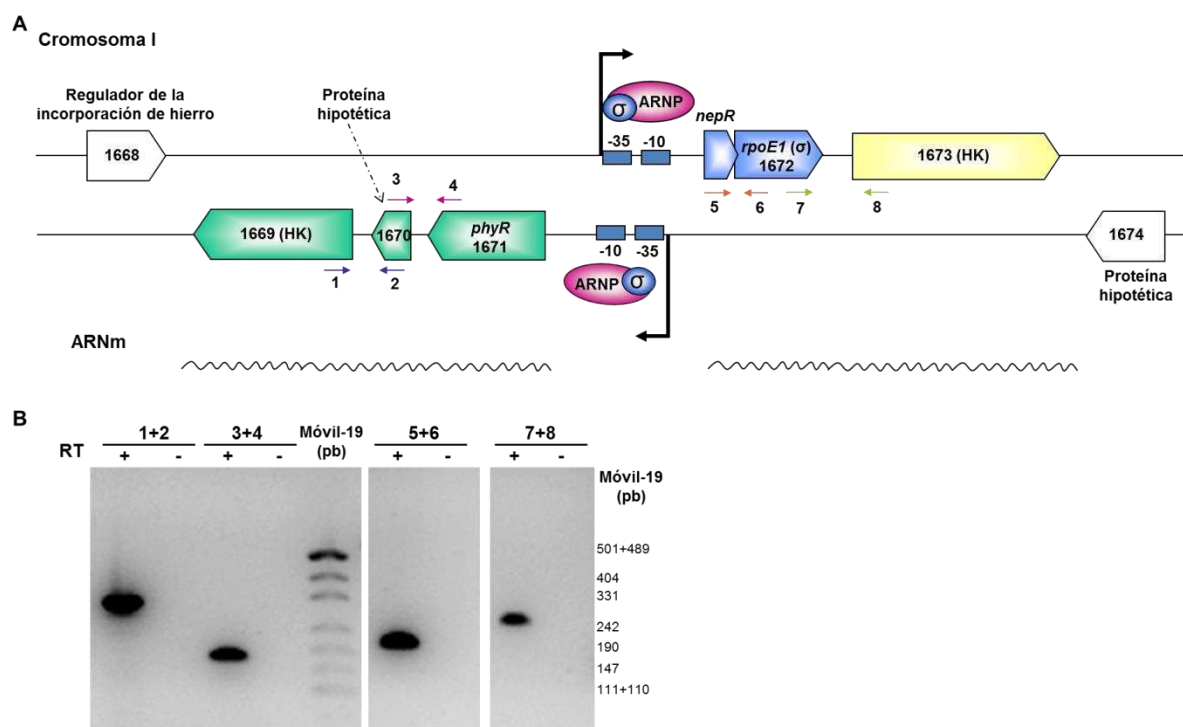 A
Cromosoma I
Regulador de la
incorporación de hierro
Proteína
hipotética
σ
ARNP
nepR
-35
-10
1668
rpoE1 (σ)
1672
1673 (HK)
3
4
5
6
7
8
1669 (HK)
1670
phyR
1671
1674
-10
-35
1
2
ARNP
σ
Proteína
hipotética
ARNm
B
1+2
3+4
Móvil-19
(pb)
5+6
7+8
RT
+
-
+
-
+
-
+
-
Móvil-19
(pb)
501+489
404
331
242
190
147
111+110